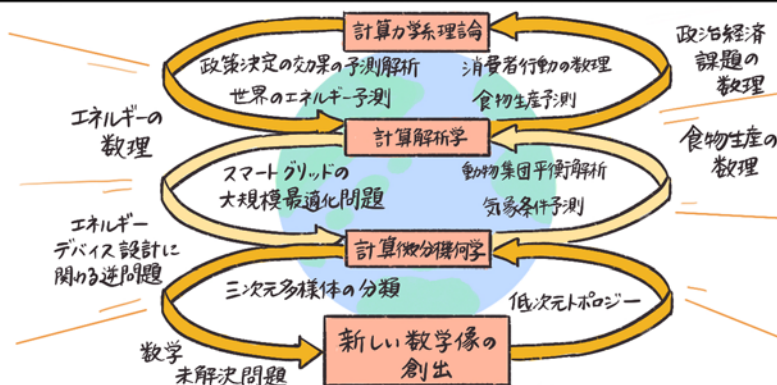 計算力学系理論
政治経済
課題の
数理
政策決定の効果の予測解析
消費者行動の数理
世界のエネルギー予測
食物生産予測
エネルギーの
数理
計算解析学
食物生産の
数理
スマートグリッドの
大規模最適化問題
動物集団平衡解析
気象条件予測
エネルギー
デバイス設計に
関わる逆問題
計算微分幾何学
三次元多様体の分類
低次元トポロジー
数学
未解決問題
新しい数学像の
創出